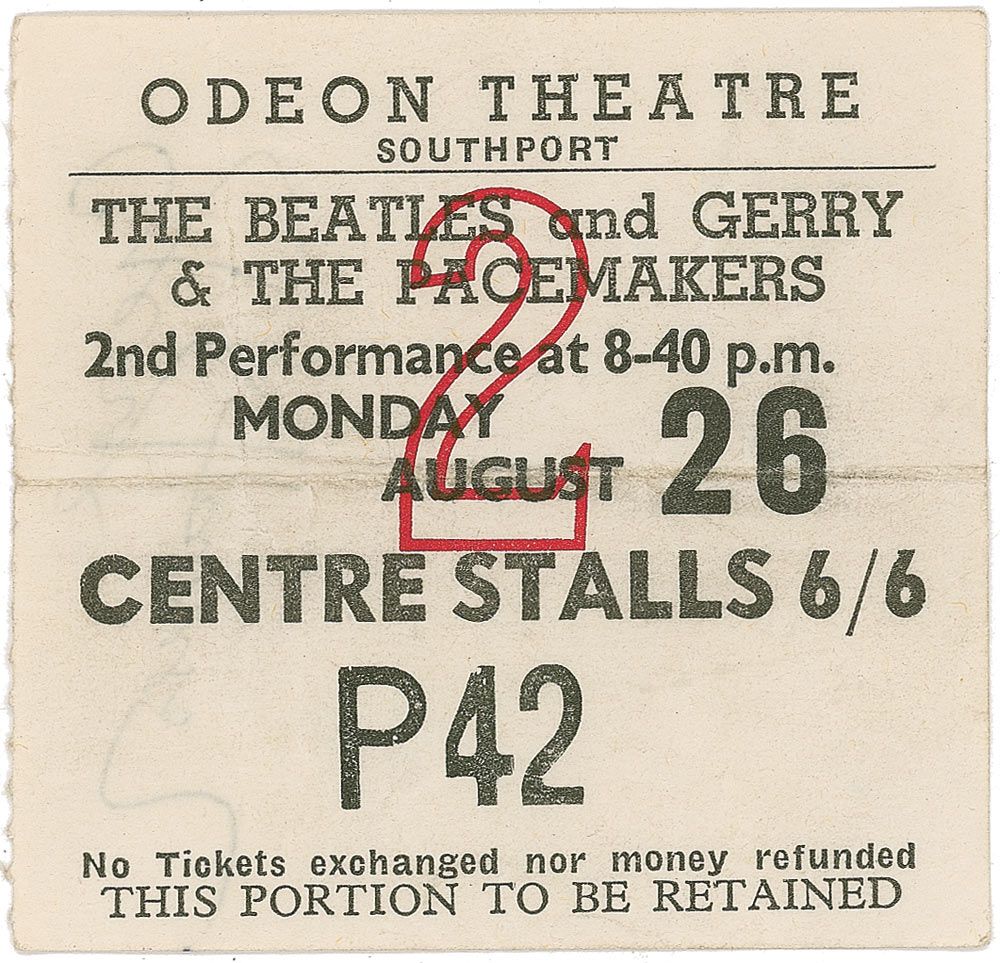 ODEON THEATRE
SOUTHPORT
THE BEATLES and GERRY
& THE PACEMAKERS
2nd Performance at 8-40 p.m.
MONDAY
AUGUST 26
2
CENTRE STALLS 6/6
P 42
No Tickets exchanged nor money refunded
THIS PORTION TO BE RETAINED